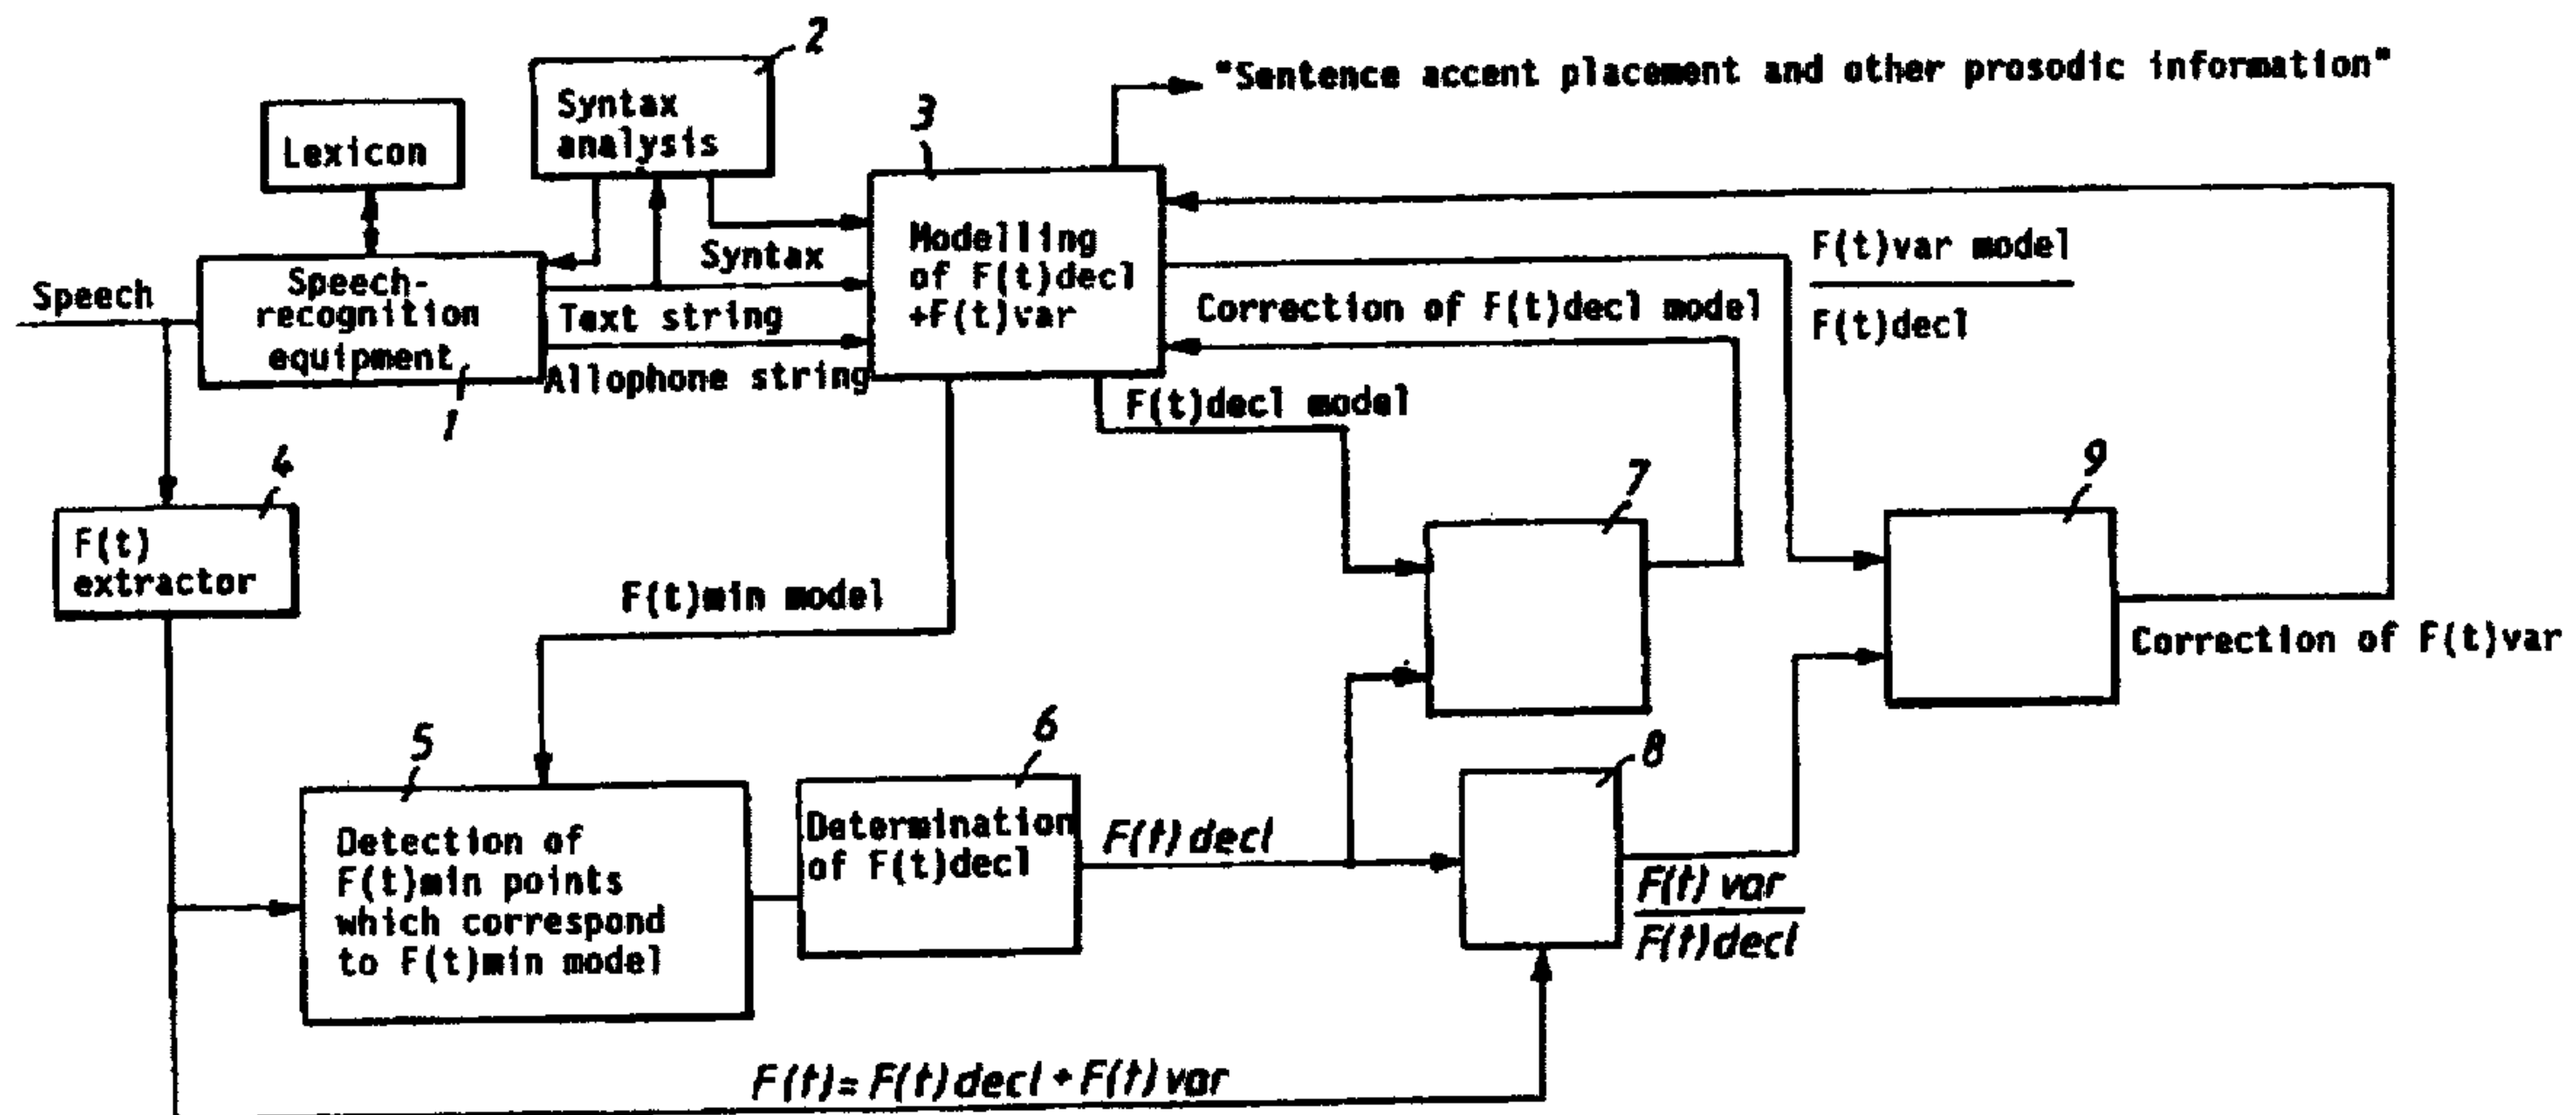 2
"Sentence accent placement and other prosodic information"
Syntax
analysis
3
Lexicon
Modelling
of F(t)decl
+F(t)var
Syntax
F(t)var model
F(t)decl
Speech
Speech-
recognition
equipment
Text string
Correction of F(t)decl model
Allophone string
1
F(t)decl model
4
7
9
F(t)
extractor
F(t)min model
Correction of F(t)var
5
6
8
Detection of
F(t)min points
which correspond
to F(t)min model
Determination
of F(t)decl
F(t) decl
F(t) var
F(t)decl
F(t)= F(t)decl + F(t)var